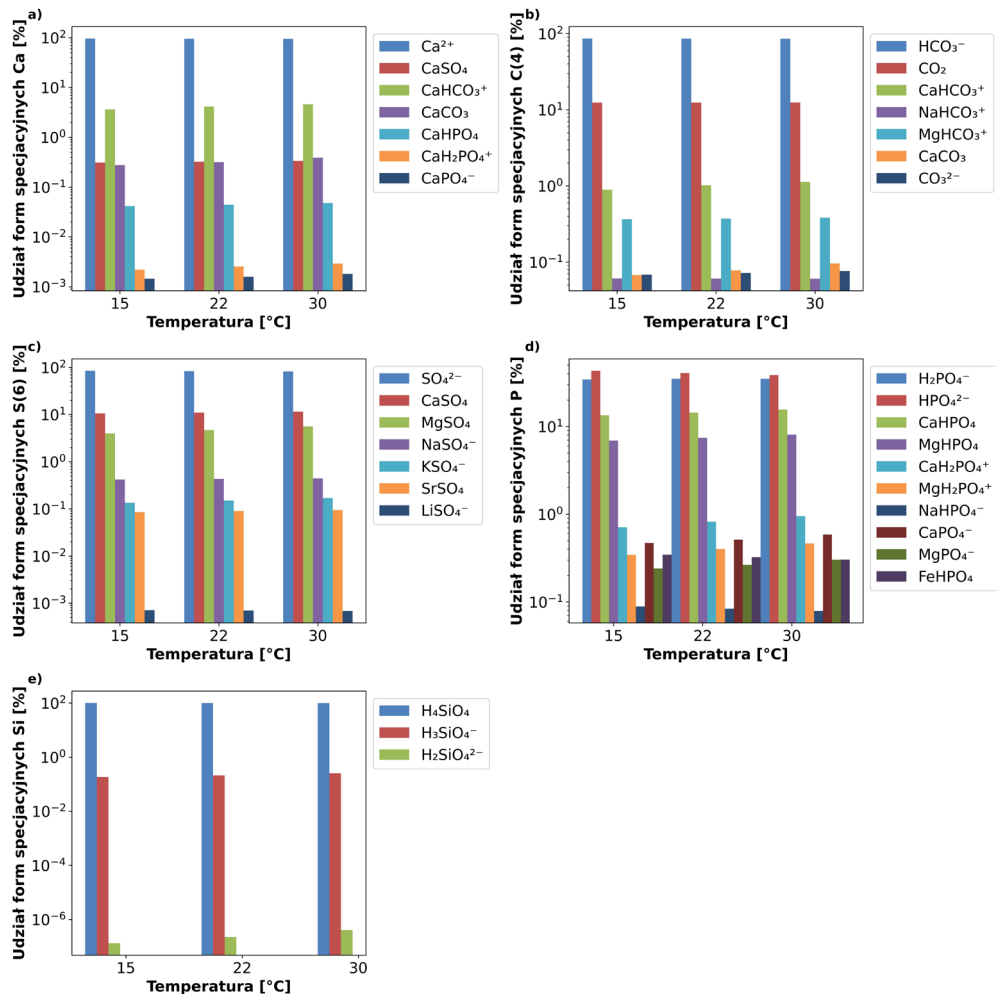 a)
Udział form specjacyjnych Ca [%]
10²
10¹
10⁰
10⁻¹
10⁻²
10⁻³
15 22 30
Temperatura [°C]
Ca²⁺
CaSO₄
CaHCO₃⁺
CaCO₃
CaHPO₄
CaH₂PO₄⁺
CaPO₄⁻
b)
Udział form specjacyjnych C(4) [%]
10²
10¹
10⁰
10⁻¹
15 22 30
Temperatura [°C]
HCO₃⁻
CO₂
CaHCO₃⁺
NaHCO₃⁺
MgHCO₃⁺
CaCO₃
CO₃²⁻
c)
Udział form specjacyjnych S(6) [%]
10²
10¹
10⁰
10⁻¹
10⁻²
10⁻³
15 22 30
Temperatura [°C]
SO₄²⁻
CaSO₄
MgSO₄
NaSO₄⁻
KSO₄⁻
SrSO₄
LiSO₄⁻
d)
Udział form specjacyjnych P [%]
10¹
10⁰
10⁻¹
15 22 30
Temperatura [°C]
H₂PO₄⁻
HPO₄²⁻
CaHPO₄
MgHPO₄
CaH₂PO₄⁺
MgH₂PO₄⁺
NaHPO₄⁻
CaPO₄⁻
MgPO₄⁻
FeHPO₄
e)
Udział form specjacyjnych Si [%]
10²
10⁰
10⁻²
10⁻⁴
10⁻⁶
15 22 30
Temperatura [°C]
H₄SiO₄
H₃SiO₄⁻
H₂SiO₄²⁻